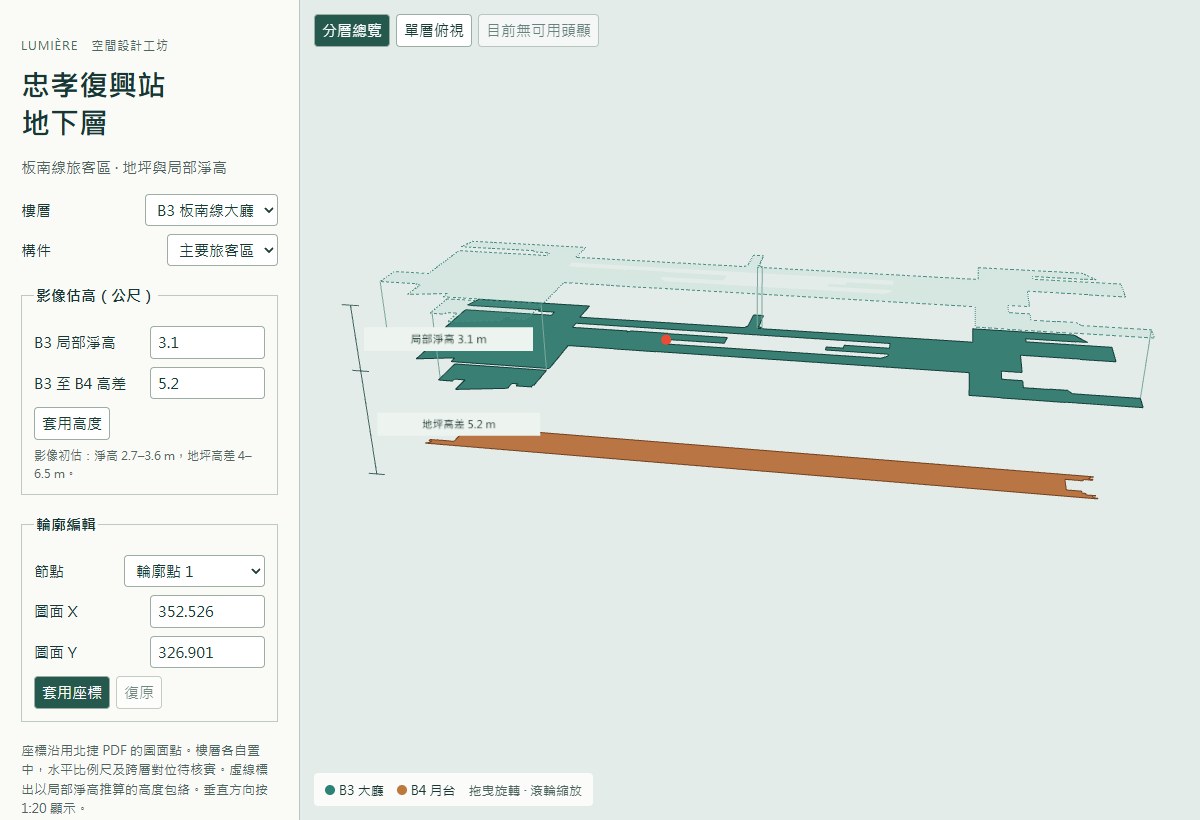 LUMIÈRE 空間設計工坊
忠孝復興站
地下層
板南線旅客區 · 地坪與局部淨高
樓層 B3 板南線大廳
構件 主要旅客區
影像估高（公尺）
B3 局部淨高 3.1
B3 至 B4 高差 5.2
套用高度
影像初估：淨高 2.7–3.6 m，地坪高差 4–
6.5 m。
輪廓編輯
節點 輪廓點 1
圖面 X 352.526
圖面 Y 326.901
套用座標 復原
座標沿用北捷 PDF 的圖面點。樓層各自置
中，水平比例尺及跨層對位待核實。虛線標
出以局部淨高推算的高度包絡。垂直方向按
1:20 顯示。
分層總覽 單層俯視 目前無可用頭顯
局部淨高 3.1 m
地坪高差 5.2 m
B3 大廳 B4 月台 拖曳旋轉 · 滾輪縮放